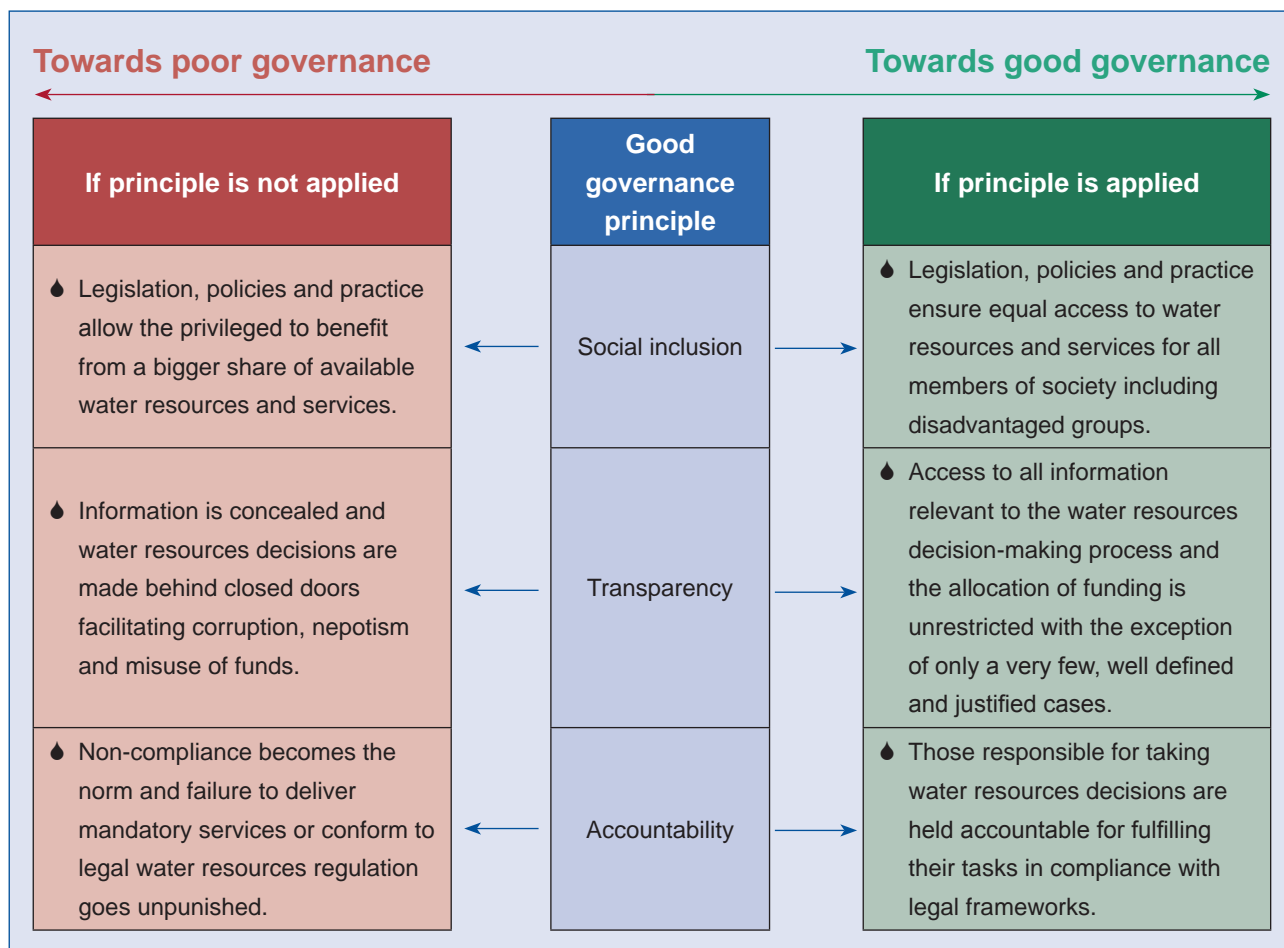 Towards poor governance
Towards good governance
If principle is not applied
Good
governance
principle
If principle is applied
Legislation, policies and practice
allow the privileged to benefit
from a bigger share of available
water resources and services.
Social inclusion
Legislation, policies and practice
ensure equal access to water
resources and services for all
members of society including
disadvantaged groups.
Information is concealed and
water resources decisions are
made behind closed doors
facilitating corruption, nepotism
and misuse of funds.
Transparency
Access to all information
relevant to the water resources
decision-making process and
the allocation of funding is
unrestricted with the exception
of only a very few, well defined
and justified cases.
Non-compliance becomes the
norm and failure to deliver
mandatory services or conform to
legal water resources regulation
goes unpunished.
Accountability
Those responsible for taking
water resources decisions are
held accountable for fulfilling
their tasks in compliance with
legal frameworks.